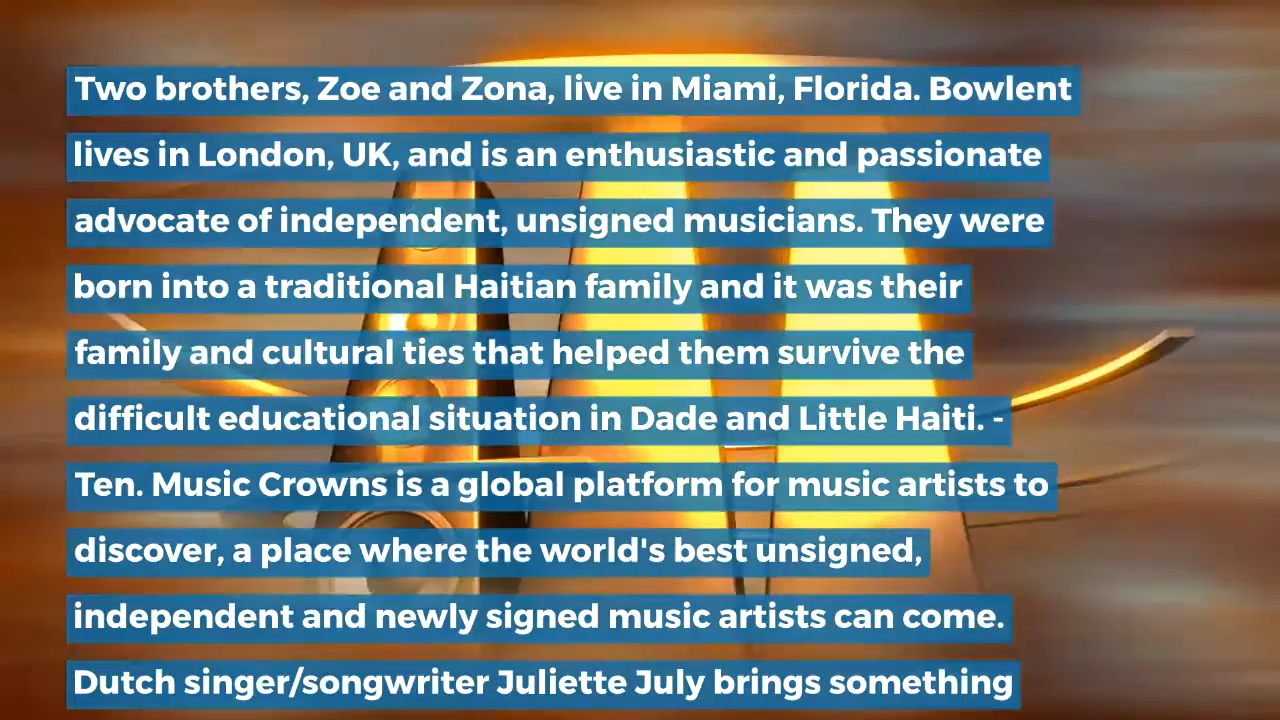 Two brothers, Zoe and Zona, live in Miami, Florida. Bowlent
lives in London, UK, and is an enthusiastic and passionate
advocate of independent, unsigned musicians. They were
born into a traditional Haitian family and it was their
family and cultural ties that helped them survive the
difficult educational situation in Dade and Little Haiti. -
Ten. Music Crowns is a global platform for music artists to
discover, a place where the world's best unsigned,
independent and newly signed music artists can come.
Dutch singer/songwriter Juliette July brings something